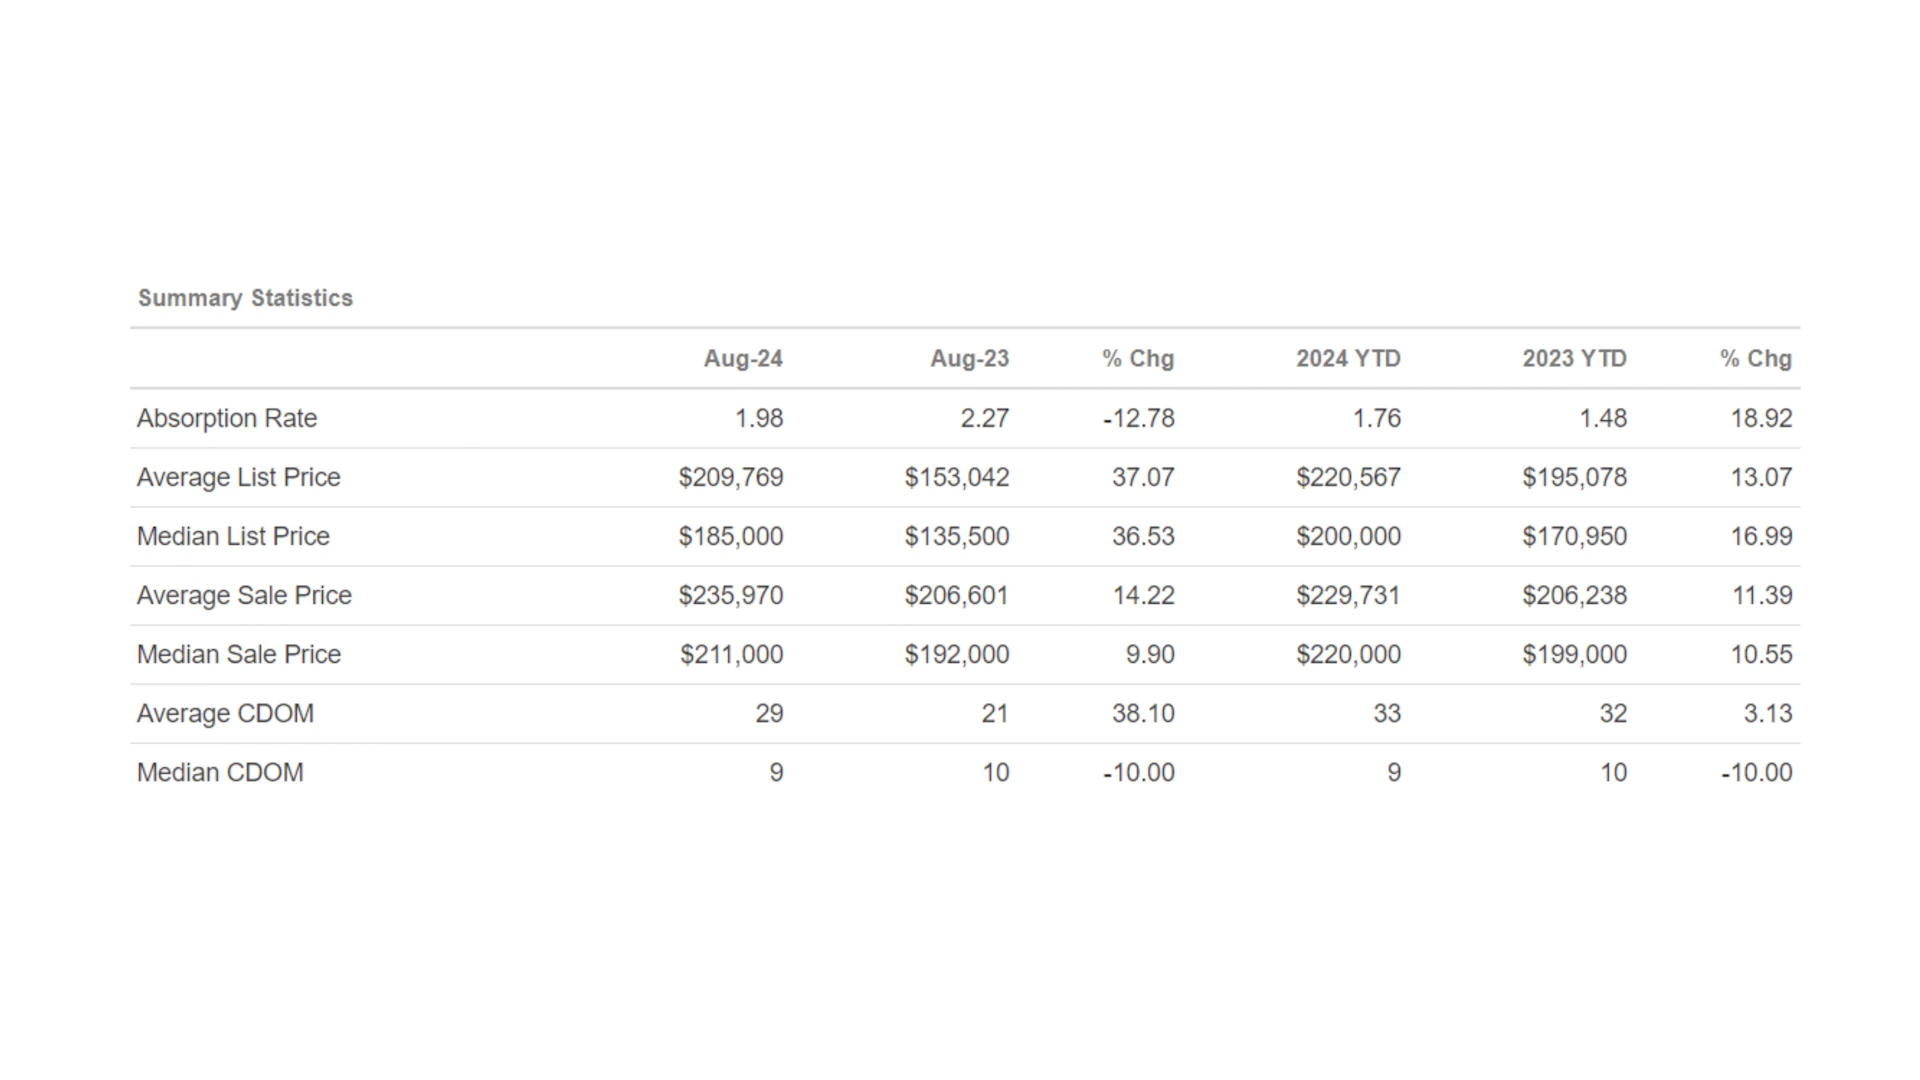 Summary Statistics
Aug-24 Aug-23 % Chg 2024 YTD 2023 YTD % Chg
Absorption Rate 1.98 2.27 -12.78 1.76 1.48 18.92
Average List Price $209,769 $153,042 37.07 $220,567 $195,078 13.07
Median List Price $185,000 $135,500 36.53 $200,000 $170,950 16.99
Average Sale Price $235,970 $206,601 14.22 $229,731 $206,238 11.39
Median Sale Price $211,000 $192,000 9.90 $220,000 $199,000 10.55
Average CDOM 29 21 38.10 33 32 3.13
Median CDOM 9 10 -10.00 9 10 -10.00